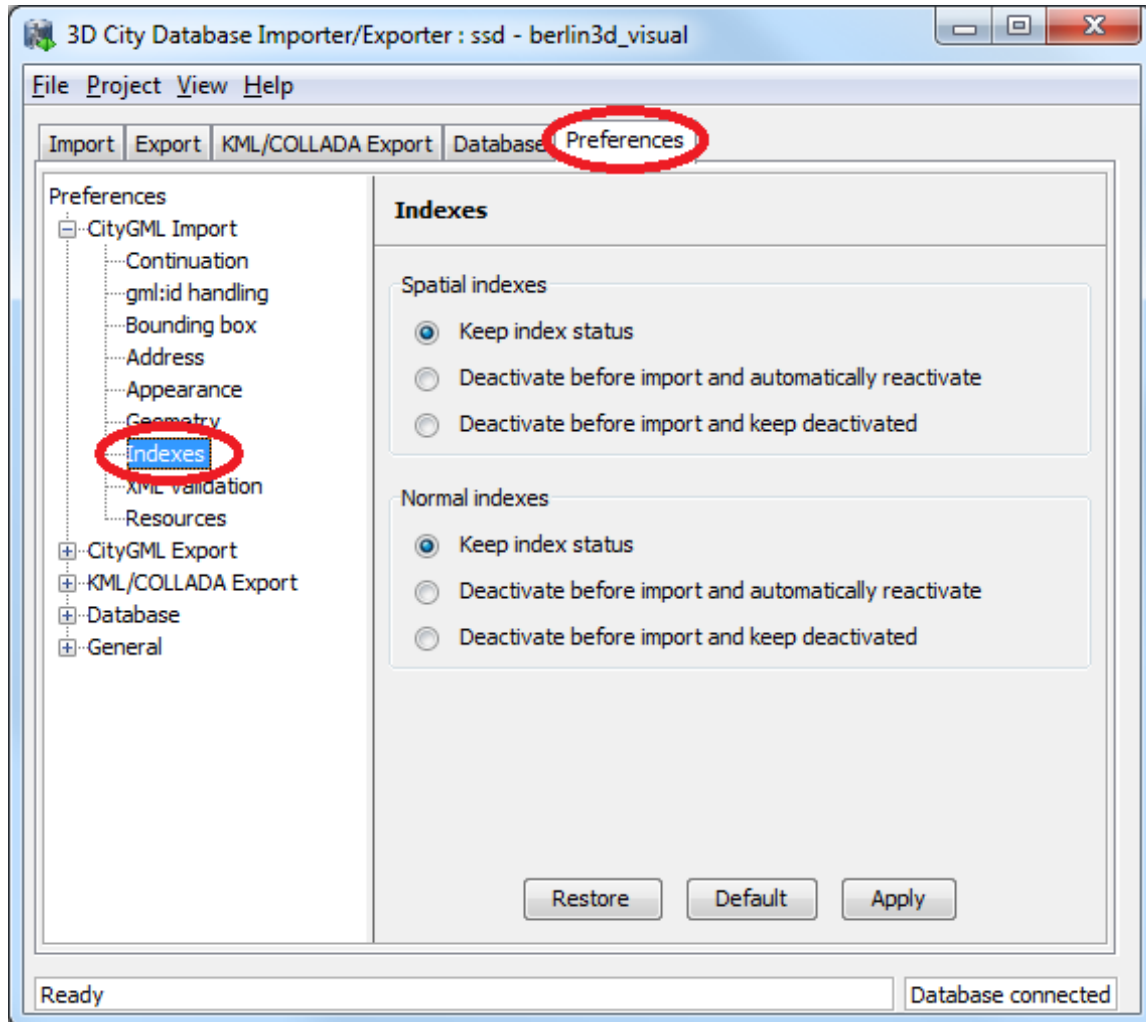 3D City Database Importer/Exporter : ssd - berlin3d_visual
File Project View Help
Import Export KML/COLLADA Export Database Preferences
Preferences
CityGML Import
Continuation
gml:id handling
Bounding box
Address
Appearance
Geometry
Indexes
XML validation
Resources
CityGML Export
KML/COLLADA Export
Database
General
Indexes
Spatial indexes
Keep index status
Deactivate before import and automatically reactivate
Deactivate before import and keep deactivated
Normal indexes
Keep index status
Deactivate before import and automatically reactivate
Deactivate before import and keep deactivated
Restore Default Apply
Ready Database connected